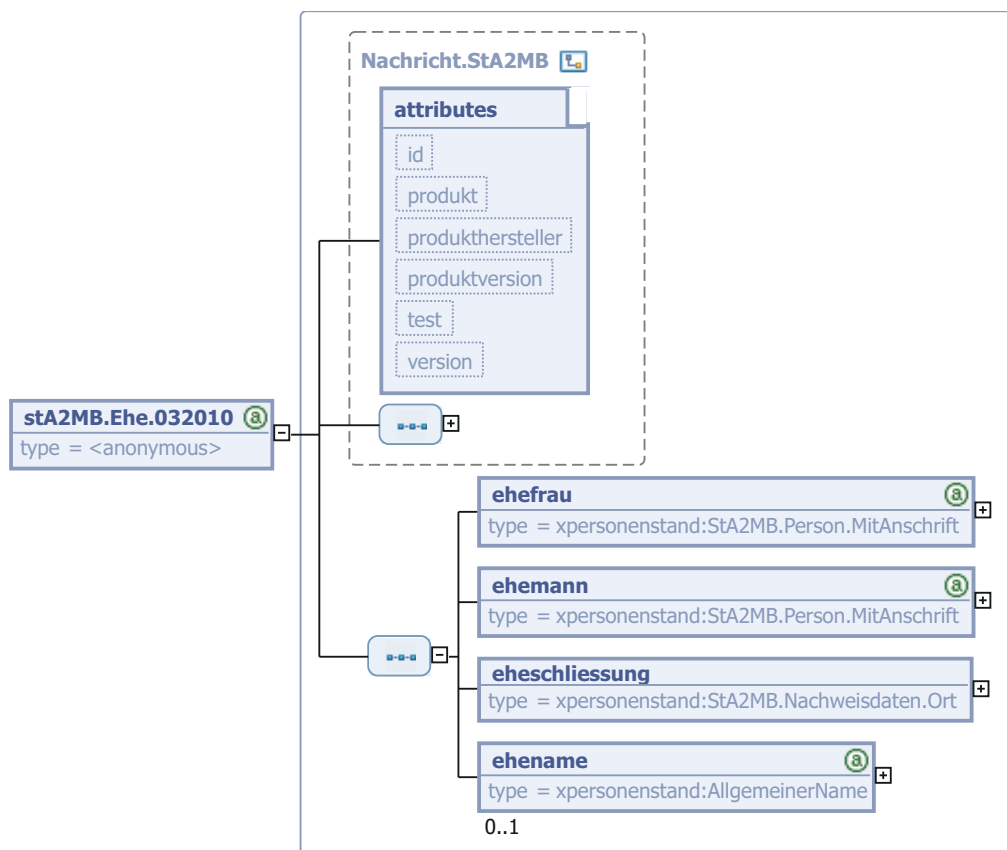 Nachricht.StA2MB
attributes
id
produkt
produkthersteller
produktversion
test
version
stA2MB.Ehe.032010 a
type = <anonymous>
ehefrau a
type = xpersonenstand:StA2MB.Person.MitAnschrift
ehemann a
type = xpersonenstand:StA2MB.Person.MitAnschrift
eheschliessung
type = xpersonenstand:StA2MB.Nachweisdaten.Ort
ehename a
type = xpersonenstand:AllgemeinerName
0..1